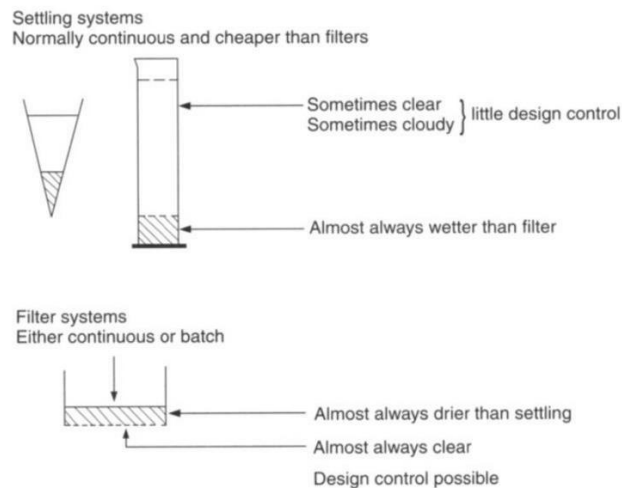 Settling systems
Normally continuous and cheaper than filters
Sometimes clear
Sometimes cloudy
little design control
Almost always wetter than filter
Filter systems
Either continuous or batch
Almost always drier than settling
Almost always clear
Design control possible